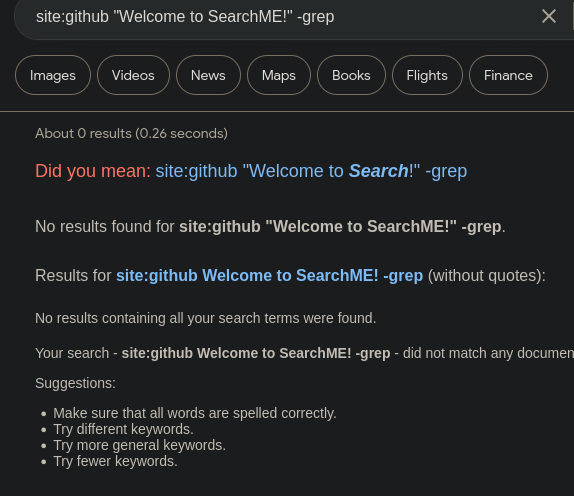 site:github "Welcome to SearchME!" -grep
Images Videos News Maps Books Flights Finance
About 0 results (0.26 seconds)
Did you mean: site:github "Welcome to Search!" -grep
No results found for site:github "Welcome to SearchME!" -grep.
Results for site:github Welcome to SearchME! -grep (without quotes):
No results containing all your search terms were found.
Your search - site:github Welcome to SearchME! -grep - did not match any documen
Suggestions:
• Make sure that all words are spelled correctly.
• Try different keywords.
• Try more general keywords.
• Try fewer keywords.